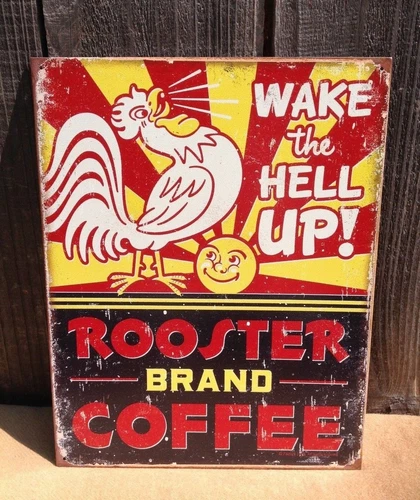 WAKE
the
HELL
UP!
ROOSTER
BRAND
COFFEE